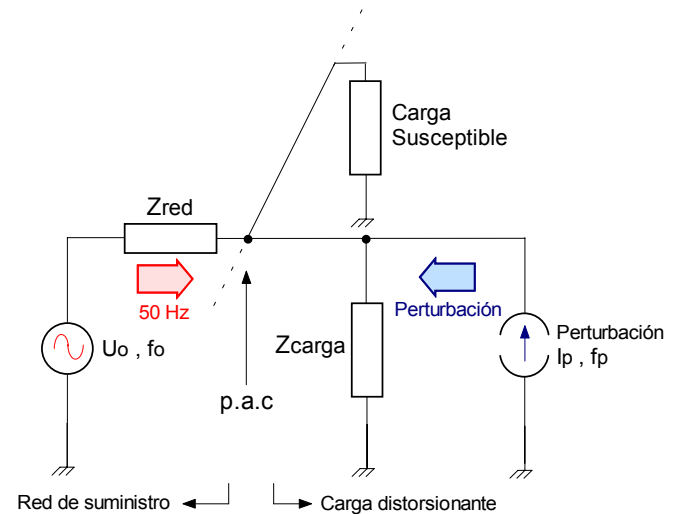 Carga
Susceptible
Zred
50 Hz
Perturbación
Uo , fo
Zcarga
Perturbación
Ip , fp
p.a.c
Red de suministro
Carga distorsionante